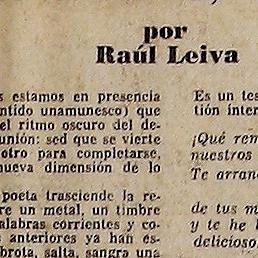 por
Raúl Leiva
s estamos en presencia
ntido unamunesco) que
el ritmo oscuro del de-
unión: sed que se vierte
otro para completarse,
nueva dimensión de lo
poeta trasciende la re-
re un metal, un timbre
alabras corrientes y co-
s anteriores ya han es-
brota, salta, sangra una
Es un tes
tión inter
¡Qué rem
nuestros
Te arranc
de tus m
y te he l
delicioso.